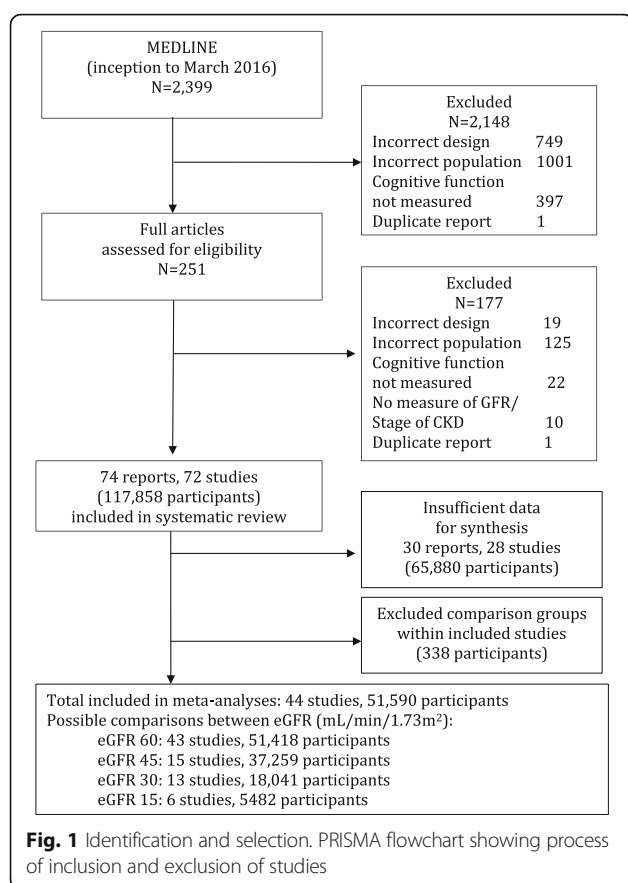 MEDLINE
(inception to March 2016)
N=2,399
Excluded
N=2,148
Incorrect design 749
Incorrect population 1001
Cognitive function
not measured 397
Duplicate report 1
Full articles
assessed for eligibility
N=251
Excluded
N=177
Incorrect design 19
Incorrect population 125
Cognitive function
not measured 22
No measure of GFR/
Stage of CKD 10
Duplicate report 1
74 reports, 72 studies
(117,858 participants)
included in systematic review
Insufficient data
for synthesis
30 reports, 28 studies
(65,880 participants)
Excluded comparison groups
within included studies
(338 participants)
Total included in meta-analyses: 44 studies, 51,590 participants
Possible comparisons between eGFR (mL/min/1.73m²):
eGFR 60: 43 studies, 51,418 participants
eGFR 45: 15 studies, 37,259 participants
eGFR 30: 13 studies, 18,041 participants
eGFR 15: 6 studies, 5482 participants
Fig. 1 Identification and selection. PRISMA flowchart showing process
of inclusion and exclusion of studies